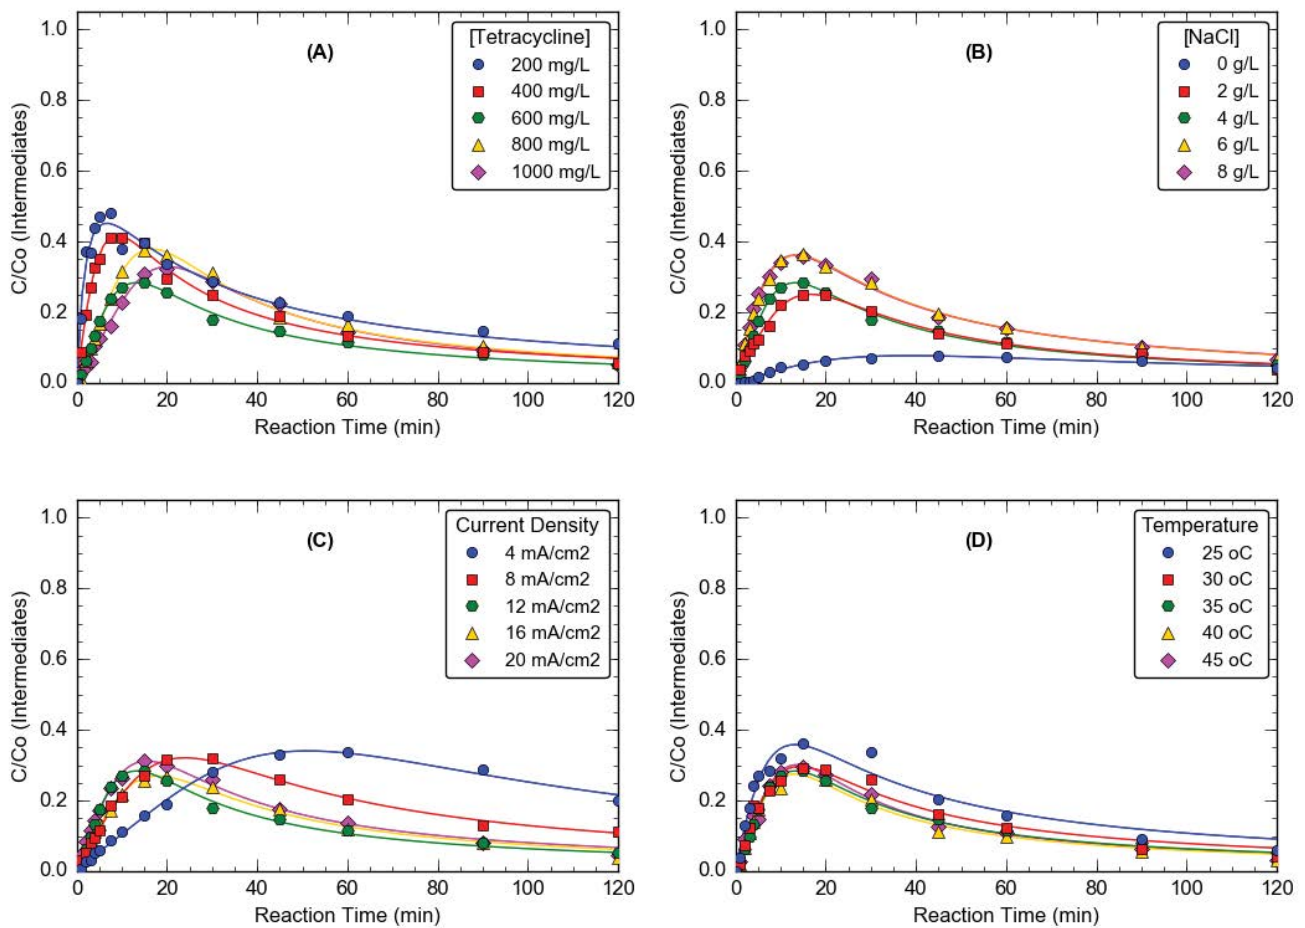 (A)
[Tetracycline]
200 mg/L
400 mg/L
600 mg/L
800 mg/L
1000 mg/L
C/Co (Intermediates)
1.0
0.8
0.6
0.4
0.2
0.0
0 20 40 60 80 100 120
Reaction Time (min)
(B)
[NaCl]
0 g/L
2 g/L
4 g/L
6 g/L
8 g/L
C/Co (Intermediates)
1.0
0.8
0.6
0.4
0.2
0.0
0 20 40 60 80 100 120
Reaction Time (min)
(C)
Current Density
4 mA/cm2
8 mA/cm2
12 mA/cm2
16 mA/cm2
20 mA/cm2
C/Co (Intermediates)
1.0
0.8
0.6
0.4
0.2
0.0
0 20 40 60 80 100 120
Reaction Time (min)
(D)
Temperature
25 oC
30 oC
35 oC
40 oC
45 oC
C/Co (Intermediates)
1.0
0.8
0.6
0.4
0.2
0.0
0 20 40 60 80 100 120
Reaction Time (min)